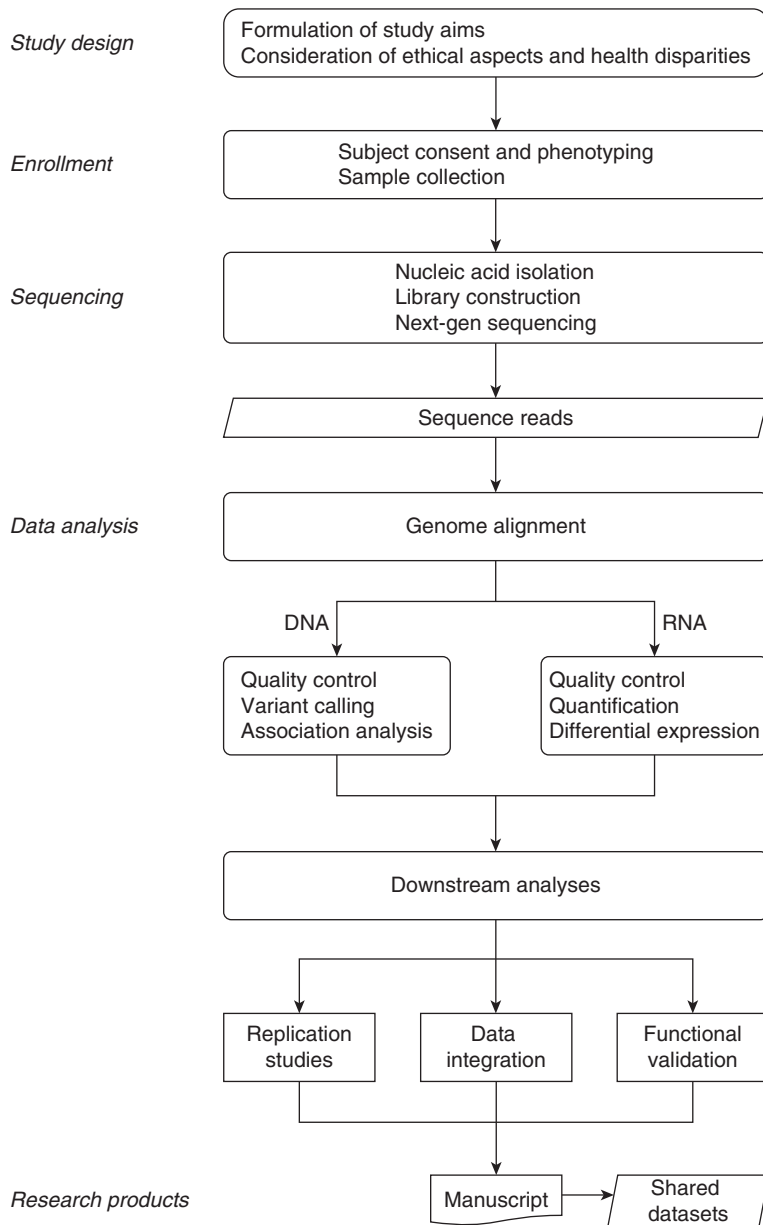 Study design
Formulation of study aims
Consideration of ethical aspects and health disparities
Enrollment
Subject consent and phenotyping
Sample collection
Sequencing
Nucleic acid isolation
Library construction
Next-gen sequencing
Sequence reads
Data analysis
Genome alignment
DNA
RNA
Quality control
Variant calling
Association analysis
Quality control
Quantification
Differential expression
Downstream analyses
Replication
studies
Data
integration
Functional
validation
Research products
Manuscript
Shared
datasets